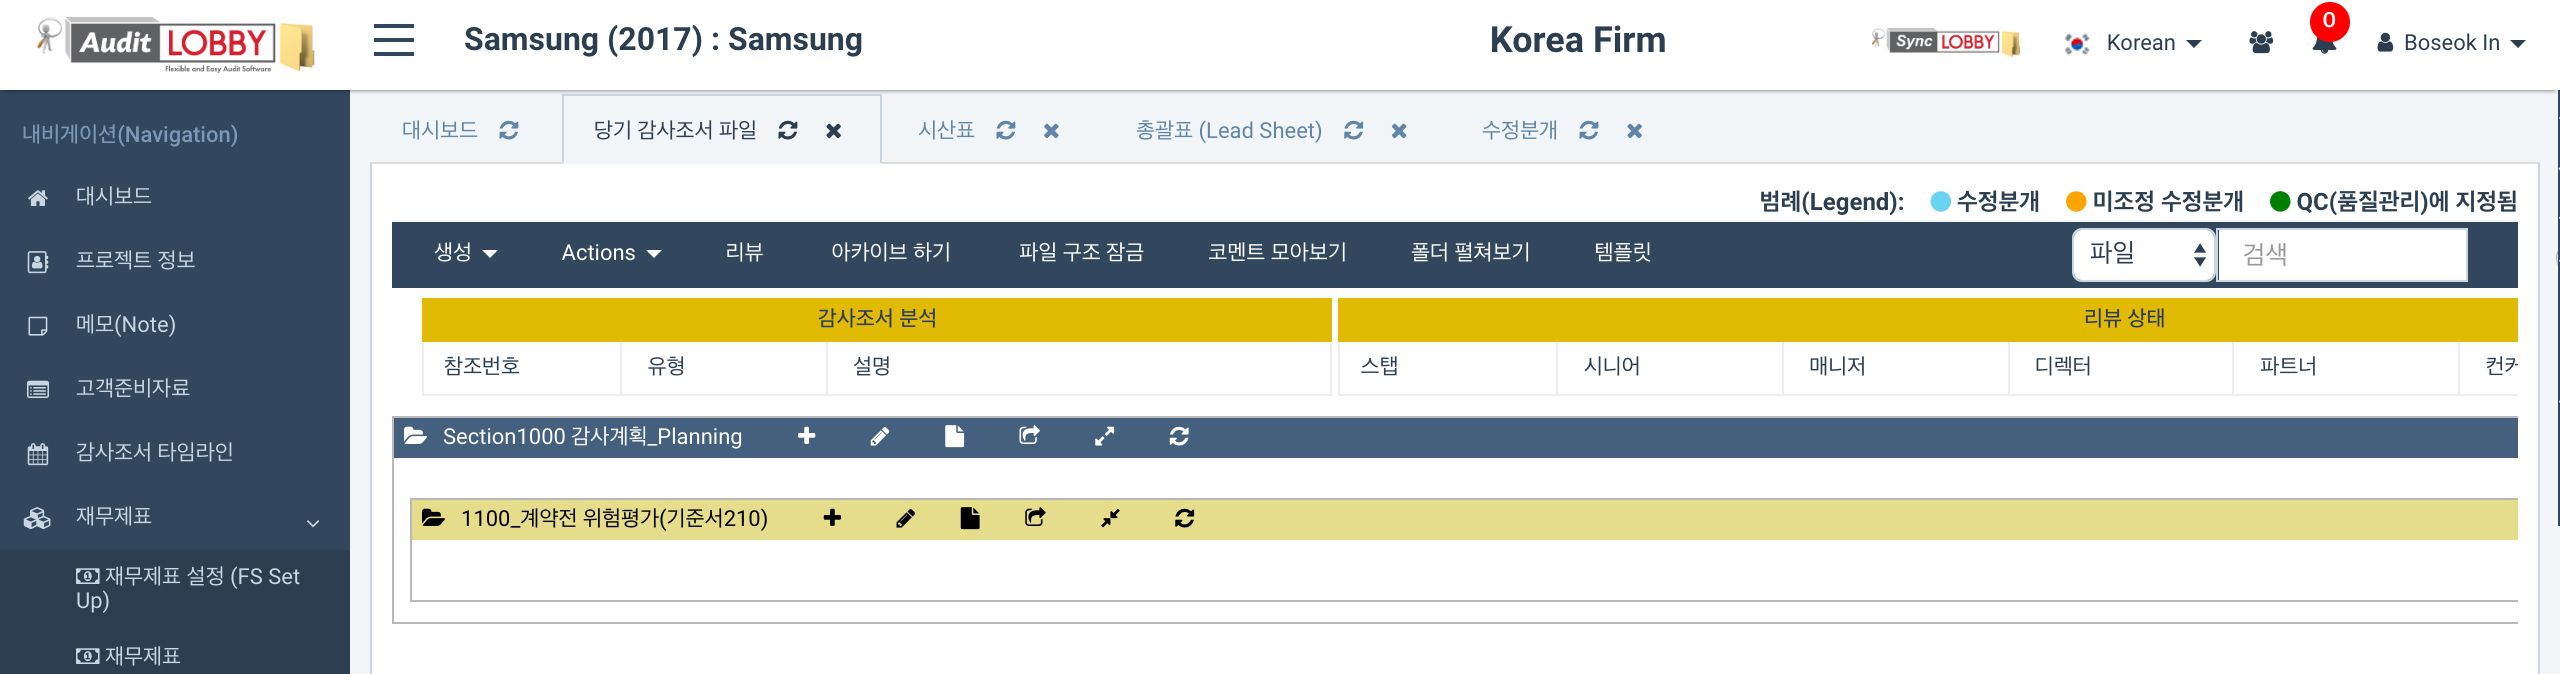 Audit LOBBY
Flexible and Easy Audit Software
Samsung (2017) : Samsung
Korea Firm
Sync LOBBY
Korean
0
Boseok In
내비게이션(Navigation)
대시보드
프로젝트 정보
메모(Note)
고객준비자료
감사조서 타임라인
재무제표
재무제표 설정 (FS Set
Up)
재무제표
대시보드
당기 감사조서 파일
시산표
총괄표 (Lead Sheet)
수정분개
범례(Legend): 수정분개 미조정 수정분개 QC(품질관리)에 지정됨
생성 Actions 리뷰 아카이브 하기 파일 구조 잠금 코멘트 모아보기 폴더 펼쳐보기 템플릿 파일 검색
감사조서 분석 리뷰 상태
참조번호 유형 설명 스탭 시니어 매니저 디렉터 파트너
Section1000 감사계획_Planning
1100_계약전 위험평가(기준서210)